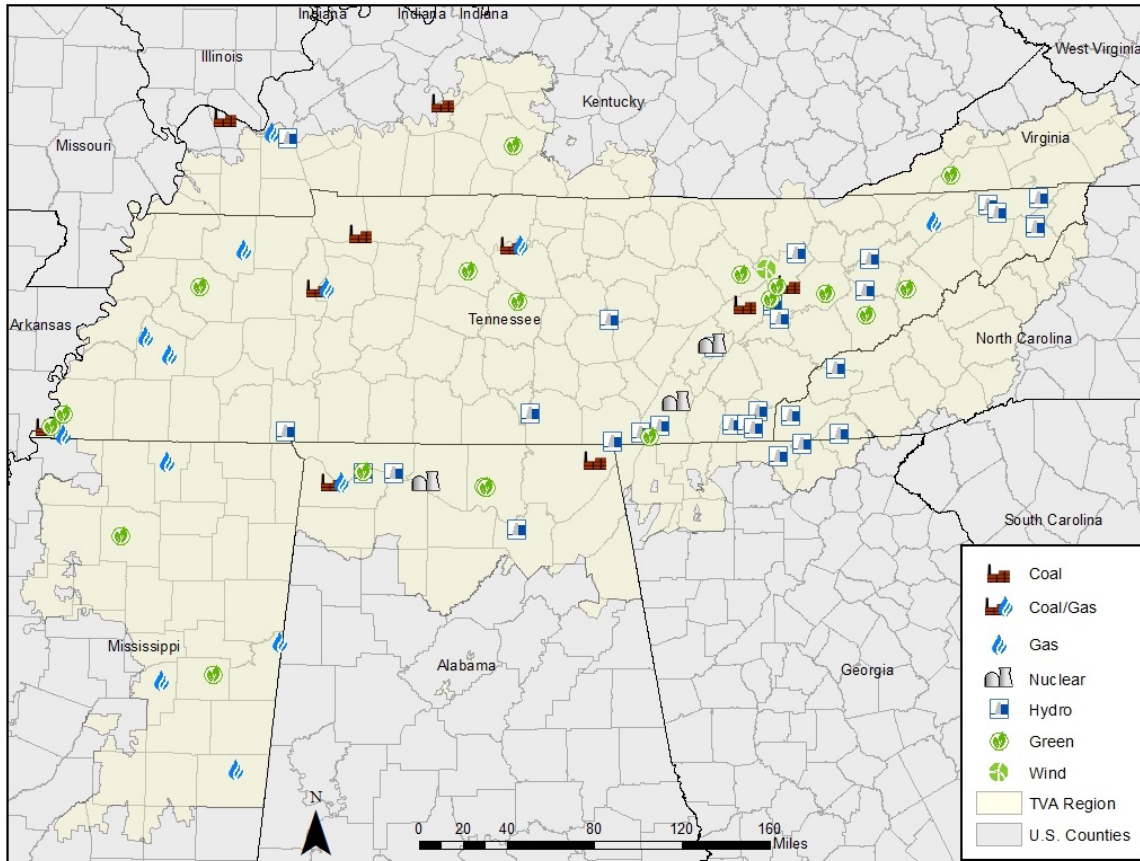 Indiana
Indiana
Indiana
Illinois
West Virginia
Kentucky
Missouri
Virginia
Arkansas
Tennessee
North Carolina
South Carolina
Mississippi
Alabama
Georgia
Coal
Coal/Gas
Gas
Nuclear
Hydro
Green
Wind
TVA Region
U.S. Counties
N
0 20 40 80 120 160
Miles